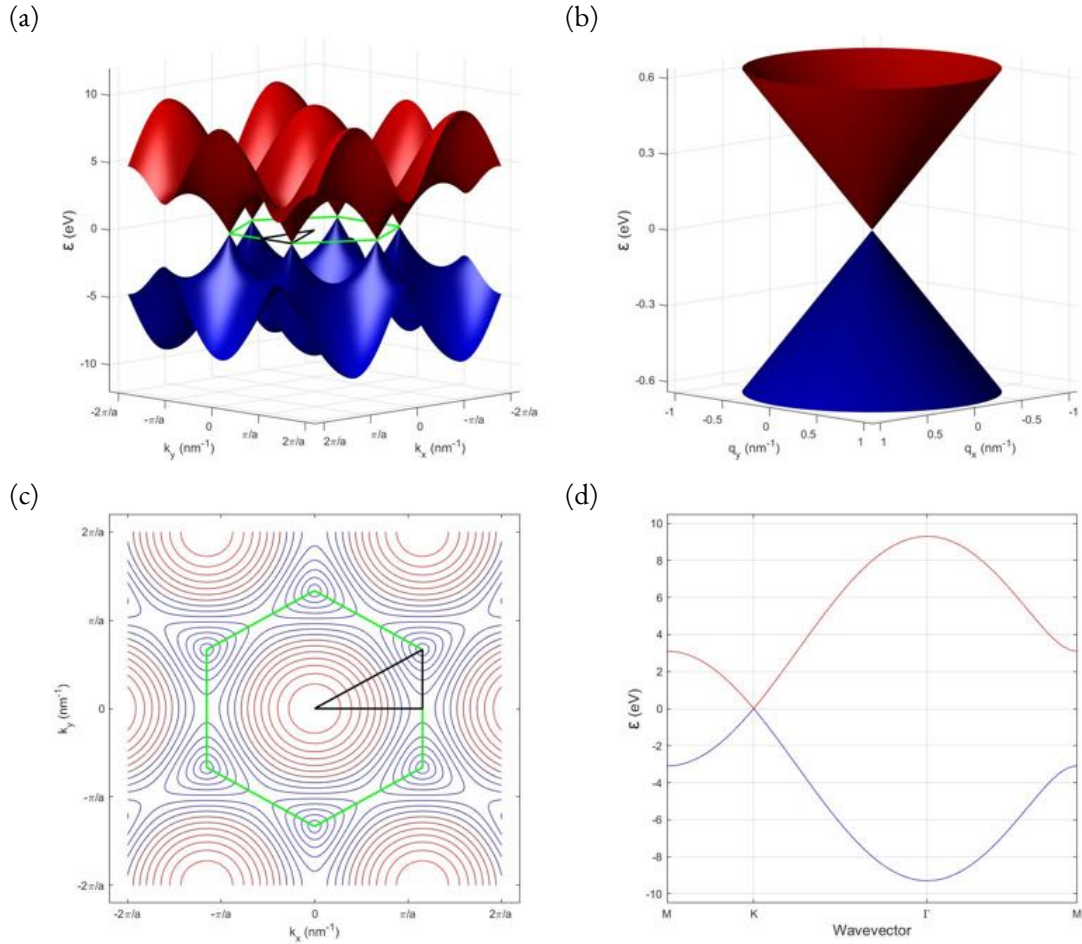 (a)
10
5
0
-5
-10
ε (eV)
-2π/a
-π/a
0
π/a
2π/a
k_y (nm⁻¹)
2π/a
π/a
0
-π/a
-2π/a
k_x (nm⁻¹)
(b)
0.6
0.3
0
-0.3
-0.6
ε (eV)
-1
-0.5
0
0.5
1
q_y (nm⁻¹)
1
0.5
0
-0.5
-1
q_x (nm⁻¹)
(c)
2π/a
π/a
0
-π/a
-2π/a
k_y (nm⁻¹)
-2π/a
-π/a
0
π/a
2π/a
k_x (nm⁻¹)
(d)
10
8
6
4
2
0
-2
-4
-6
-8
-10
ε (eV)
M
K
Γ
M
Wavevector